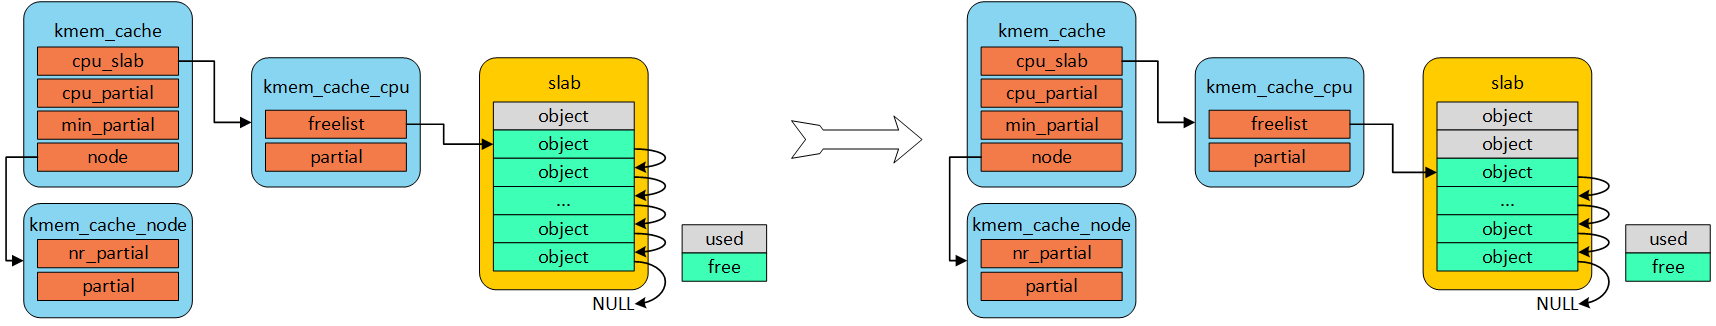 kmem_cache
cpu_slab
cpu_partial
min_partial
node
kmem_cache_node
nr_partial
partial
kmem_cache_cpu
freelist
partial
slab
object
object
object
...
object
object
NULL
used
free
kmem_cache
cpu_slab
cpu_partial
min_partial
node
kmem_cache_node
nr_partial
partial
kmem_cache_cpu
freelist
partial
slab
object
object
object
...
object
object
NULL
used
free